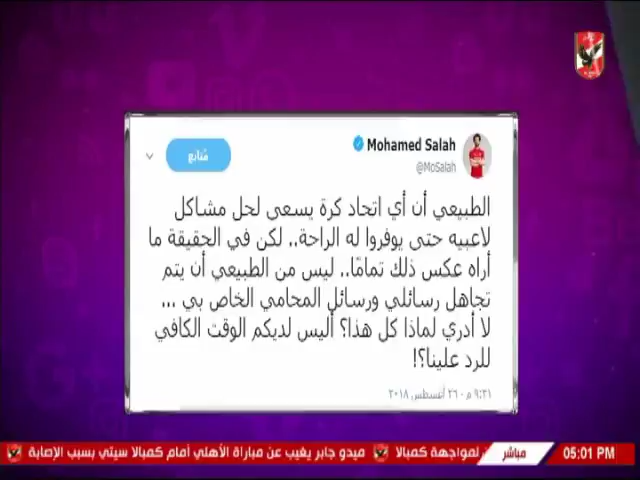 Mohamed Salah
@MoSalah
مُتابع
الطبيعي أن أي اتحاد كرة يسعى لحل مشاكل
لاعبيه حتى يوفروا له الراحة.. لكن في الحقيقة ما
أراه عكس ذلك تمامًا.. ليس من الطبيعي أن يتم
تجاهل رسائلي ورسائل المحامي الخاص بي ...
لا أدري لماذا كل هذا؟ أليس لديكم الوقت الكافي
للرد علينا؟!
٩:٣١ م · ٢٦ أغسطس ٢٠١٨
05:01 PM
مباشر
لمواجهة كمبالا
ميدو جابر يغيب عن مباراة الأهلي أمام كمبالا سيتي بسبب الإصابة